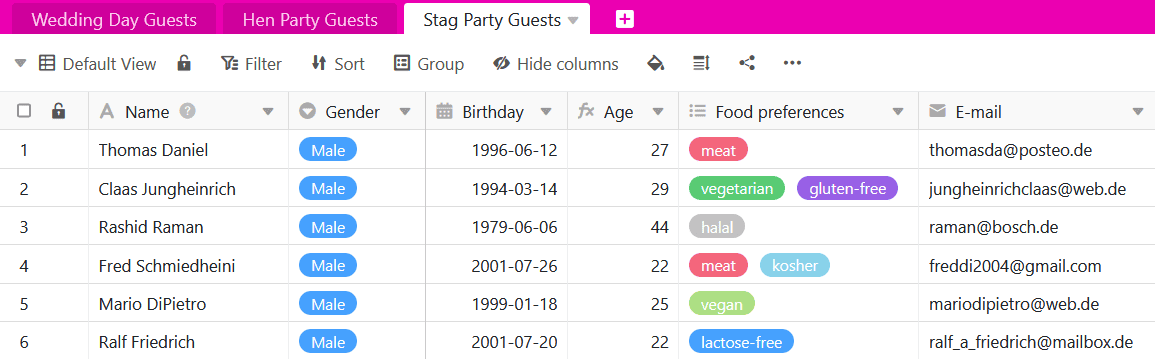 Wedding Day Guests Hen Party Guests Stag Party Guests
Default View Filter Sort Group Hide columns
Name Gender Birthday Age Food preferences E-mail
1 Thomas Daniel Male 1996-06-12 27 meat thomasda@posteo.de
2 Claas Jungheinrich Male 1994-03-14 29 vegetarian gluten-free jungheinrichclaas@web.de
3 Rashid Raman Male 1979-06-06 44 halal raman@bosch.de
4 Fred Schmiedheini Male 2001-07-26 22 meat kosher freddi2004@gmail.com
5 Mario DiPietro Male 1999-01-18 25 vegan mariodipietro@web.de
6 Ralf Friedrich Male 2001-07-20 22 lactose-free ralf_a_friedrich@mailbox.de